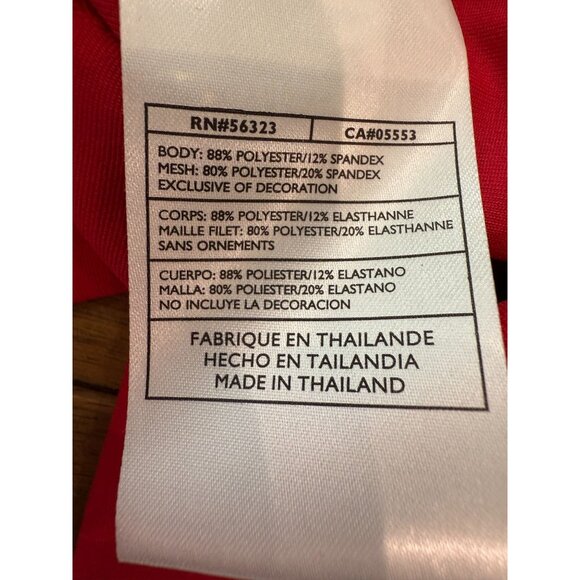 RN#56323 CA#05553
BODY: 88% POLYESTER/12% SPANDEX
MESH: 80% POLYESTER/20% SPANDEX
EXCLUSIVE OF DECORATION
CORPS: 88% POLYESTER/12% ELASTHANNE
MAILLE FILET: 80% POLYESTER/20% ELASTHANNE
SANS ORNEMENTS
CUERPO: 88% POLIESTER/12% ELASTANO
MALLA: 80% POLIESTER/20% ELASTANO
NO INCLUYE LA DECORACION
FABRIQUE EN THAILANDE
HECHO EN TAILANDIA
MADE IN THAILAND